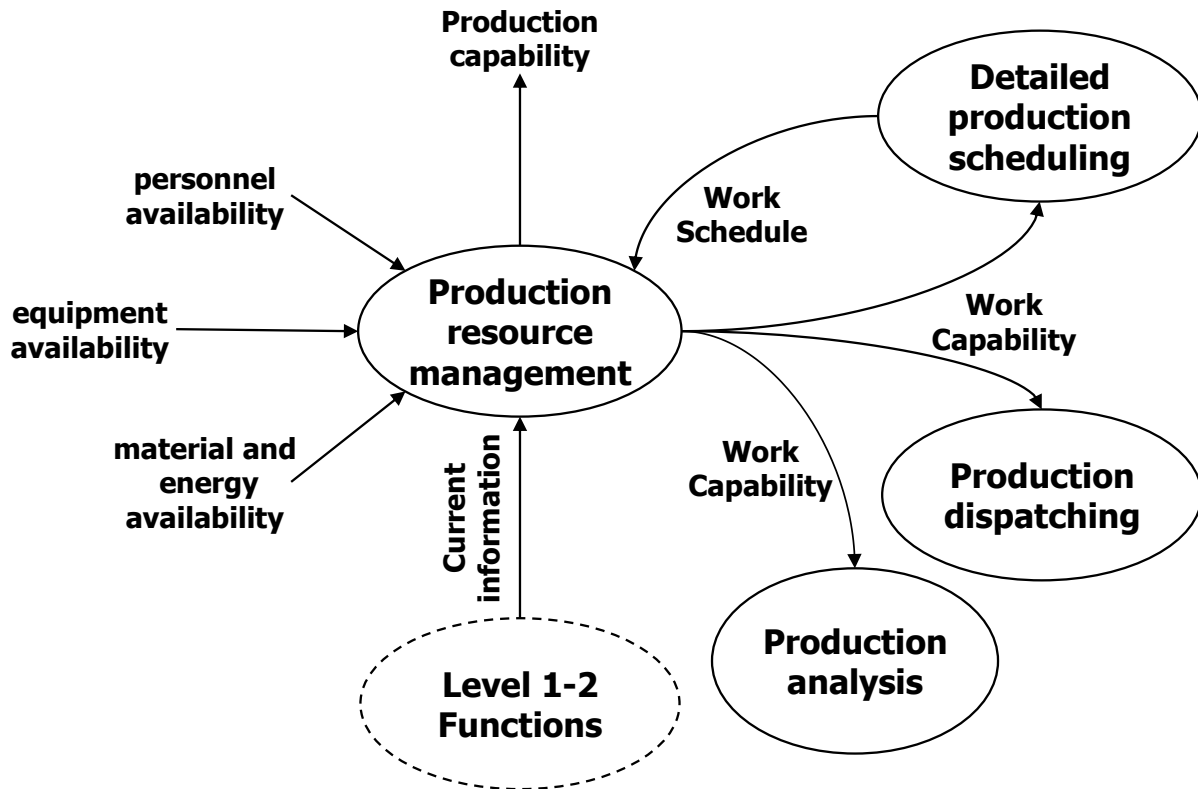 Production
capability
Detailed
production
scheduling
personnel
availability
Work
Schedule
Production
resource
management
equipment
availability
Work
Capability
material and
energy
availability
Current
information
Work
Capability
Production
dispatching
Production
analysis
Level 1-2
Functions